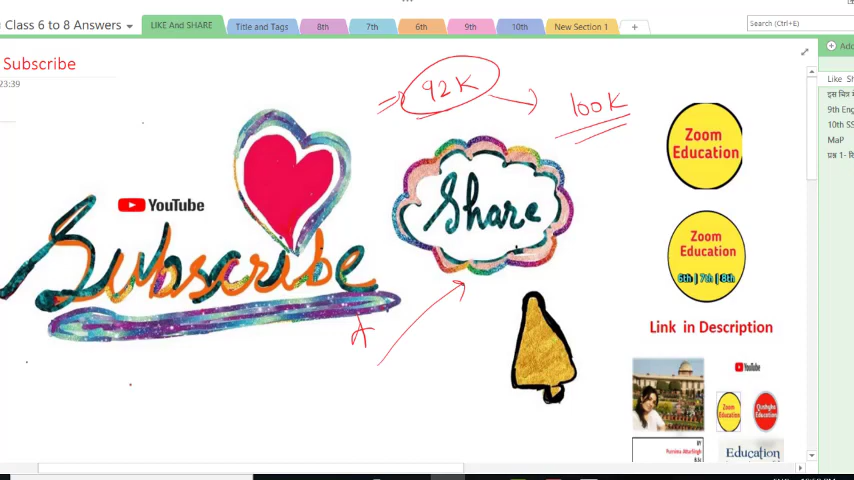 Class 6 to 8 Answers
LIKE And SHARE
Title and Tags
8th
7th
6th
9th
10th
New Section 1
Search (Ctrl+E)
Subscribe
23:39
92K
100K
YouTube
Subscribe
Share
Zoom
Education
Zoom
Education
6th | 7th | 8th
Link in Description
YouTube
Zoom
Education
BY
Education
Like
9th Eng
10th SS
MaP